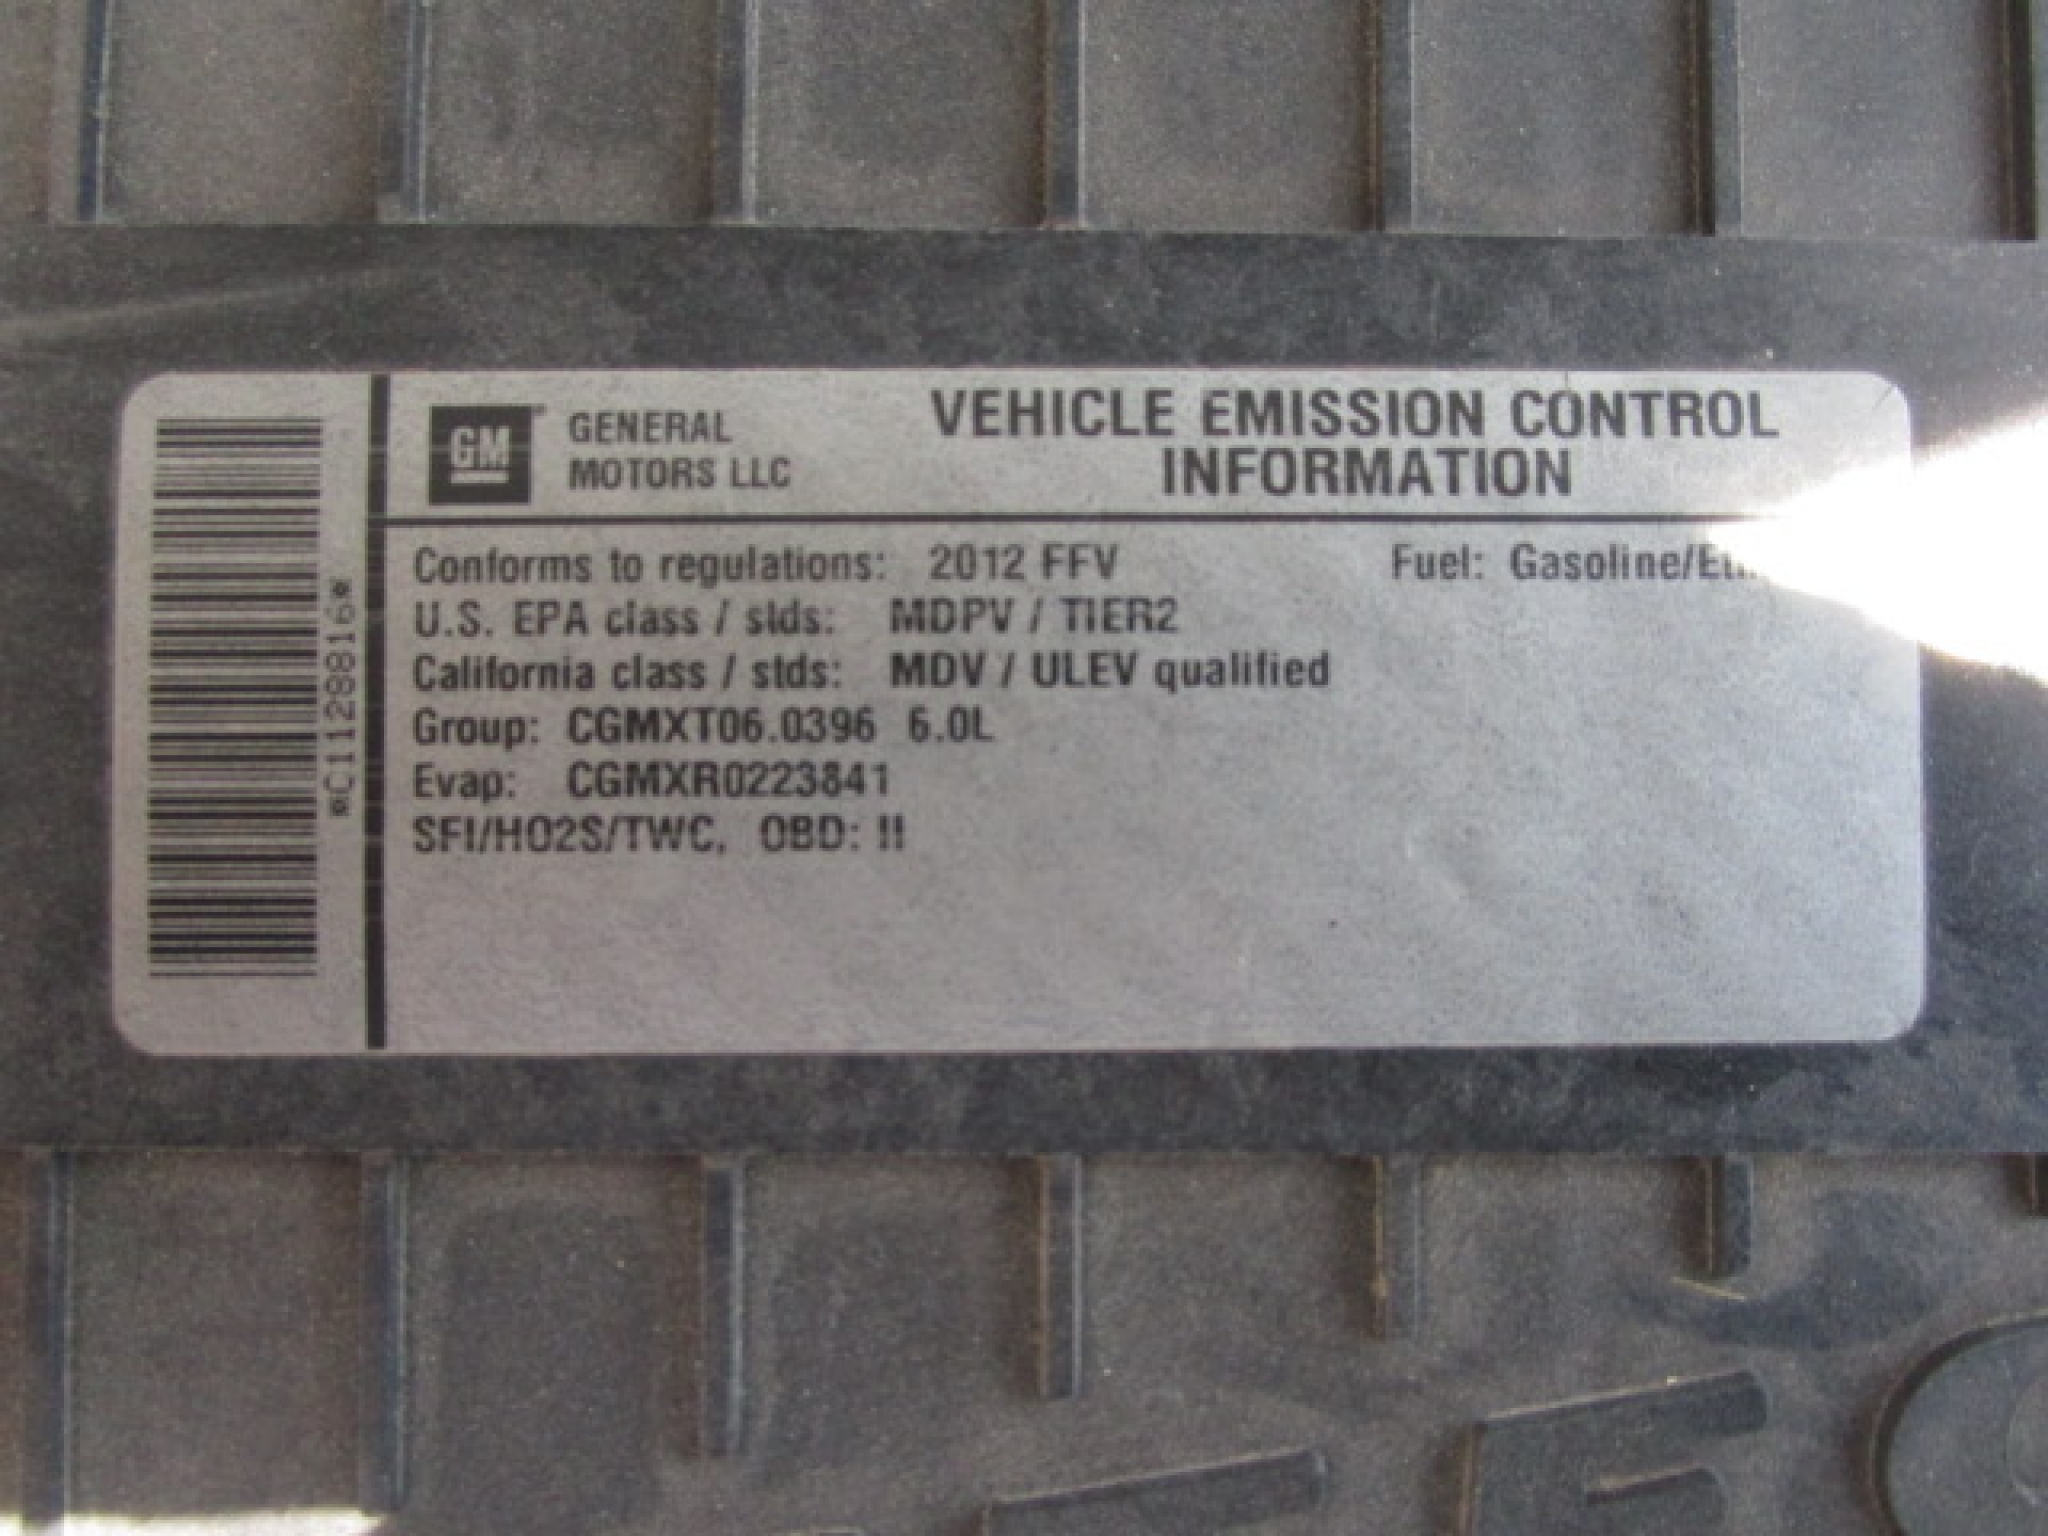 GM
GENERAL
MOTORS LLC
VEHICLE EMISSION CONTROL
INFORMATION
Conforms to regulations: 2012 FFV
Fuel:
U.S. EPA class / stds: MDPV / TIER2
California class / stds: MDV / ULEV qualified
Group: CGMXT06.0396 6.0L
Evap: CGMXR0223841
SFI/HO2S/TWC, OBD: II
*C1128816*